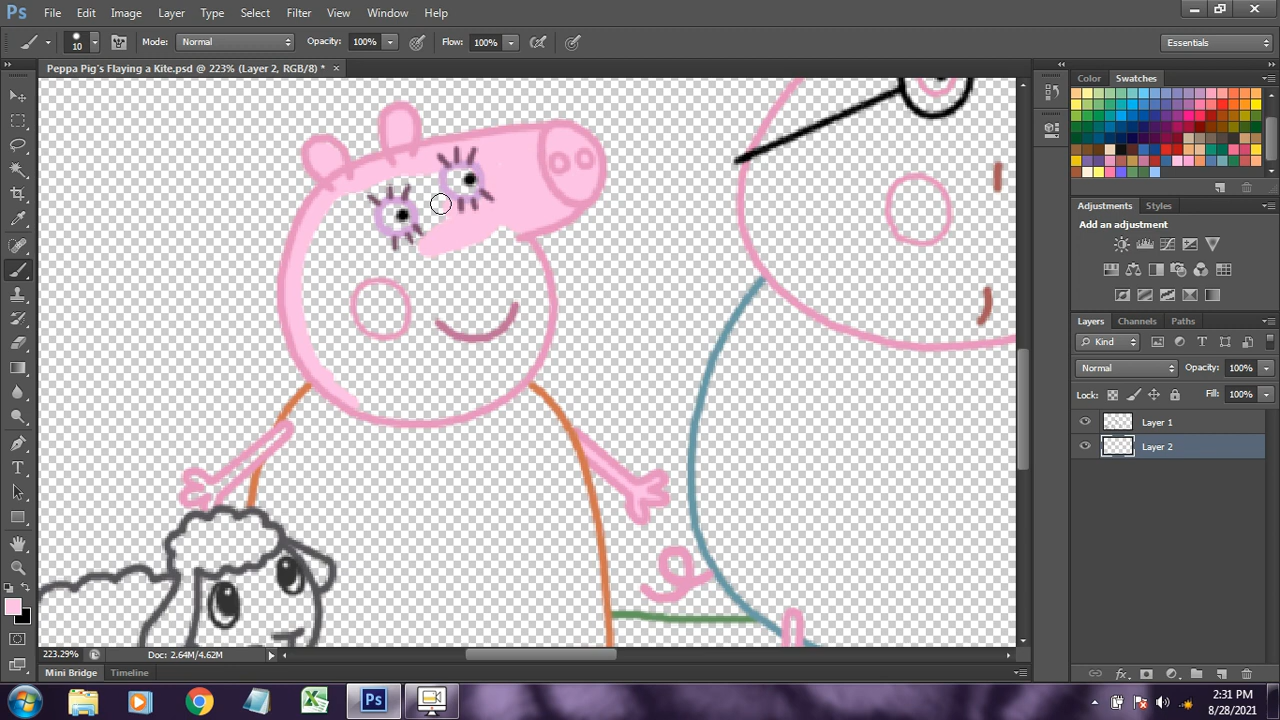 Ps File Edit Image Layer Type Select Filter View Window Help
10 Mode: Normal Opacity: 100% Flow: 100% Essentials
Peppa Pig's Flaying a Kite.psd @ 223% (Layer 2, RGB/8) * ×
Color Swatches
Adjustments Styles
Add an adjustment
Layers Channels Paths
Kind
Normal Opacity: 100%
Lock: Fill: 100%
Layer 1
Layer 2
223.29% Doc: 2.64M/4.62M
Mini Bridge Timeline
Ps
2:31 PM
8/28/2021